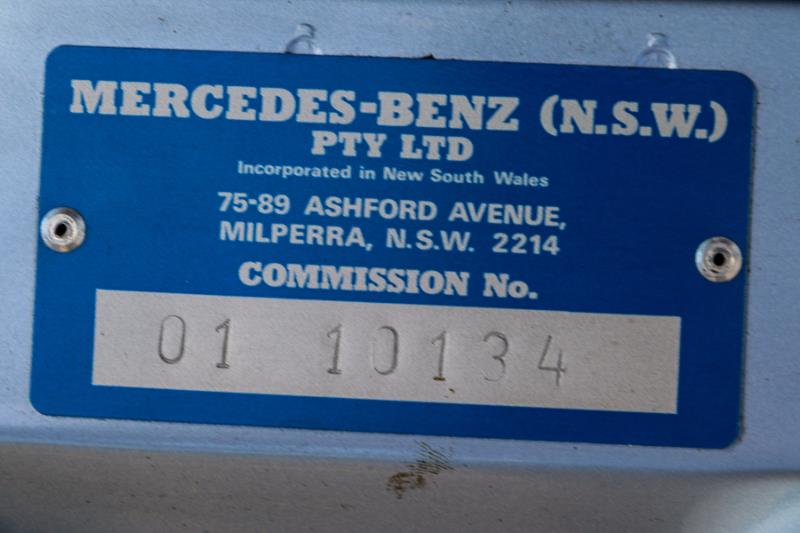 MERCEDES-BENZ (N.S.W.)
PTY LTD
Incorporated in New South Wales
75-89 ASHFORD AVENUE,
MILPERRA, N.S.W. 2214
COMMISSION No.
01 10134